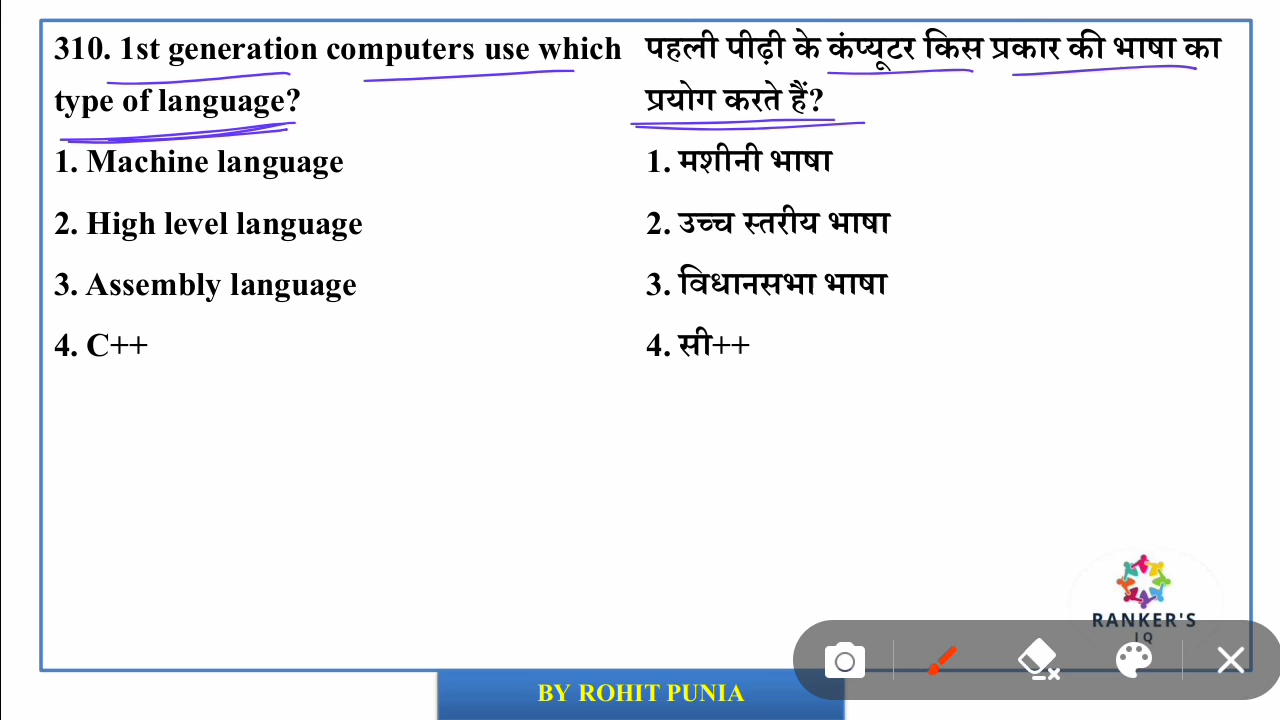 310. 1st generation computers use which
type of language?
1. Machine language
2. High level language
3. Assembly language
4. C++
पहली पीढ़ी के कंप्यूटर किस प्रकार की भाषा का
प्रयोग करते हैं?
1. मशीनी भाषा
2. उच्च स्तरीय भाषा
3. विधानसभा भाषा
4. सी++
RANKER'S
IQ
BY ROHIT PUNIA